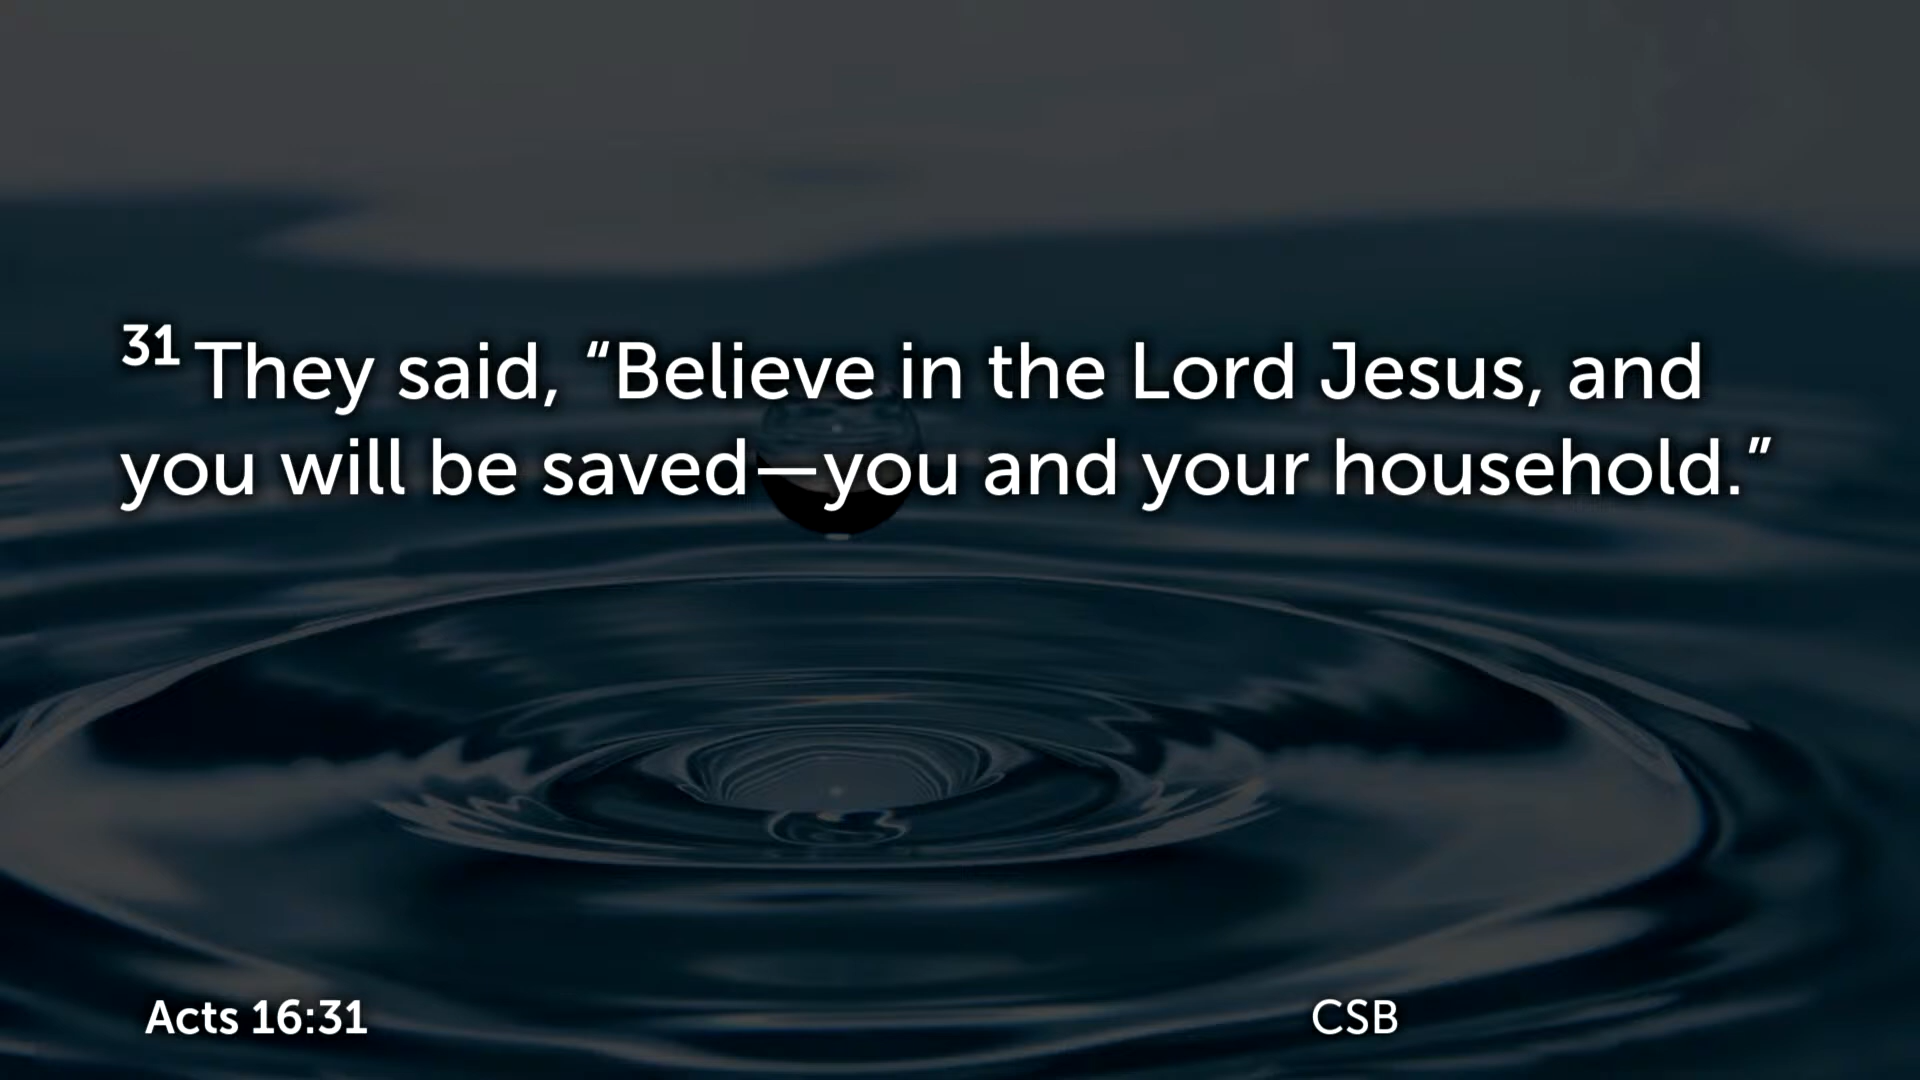 31 They said, “Believe in the Lord Jesus, and
you will be saved—you and your household.”
Acts 16:31 CSB